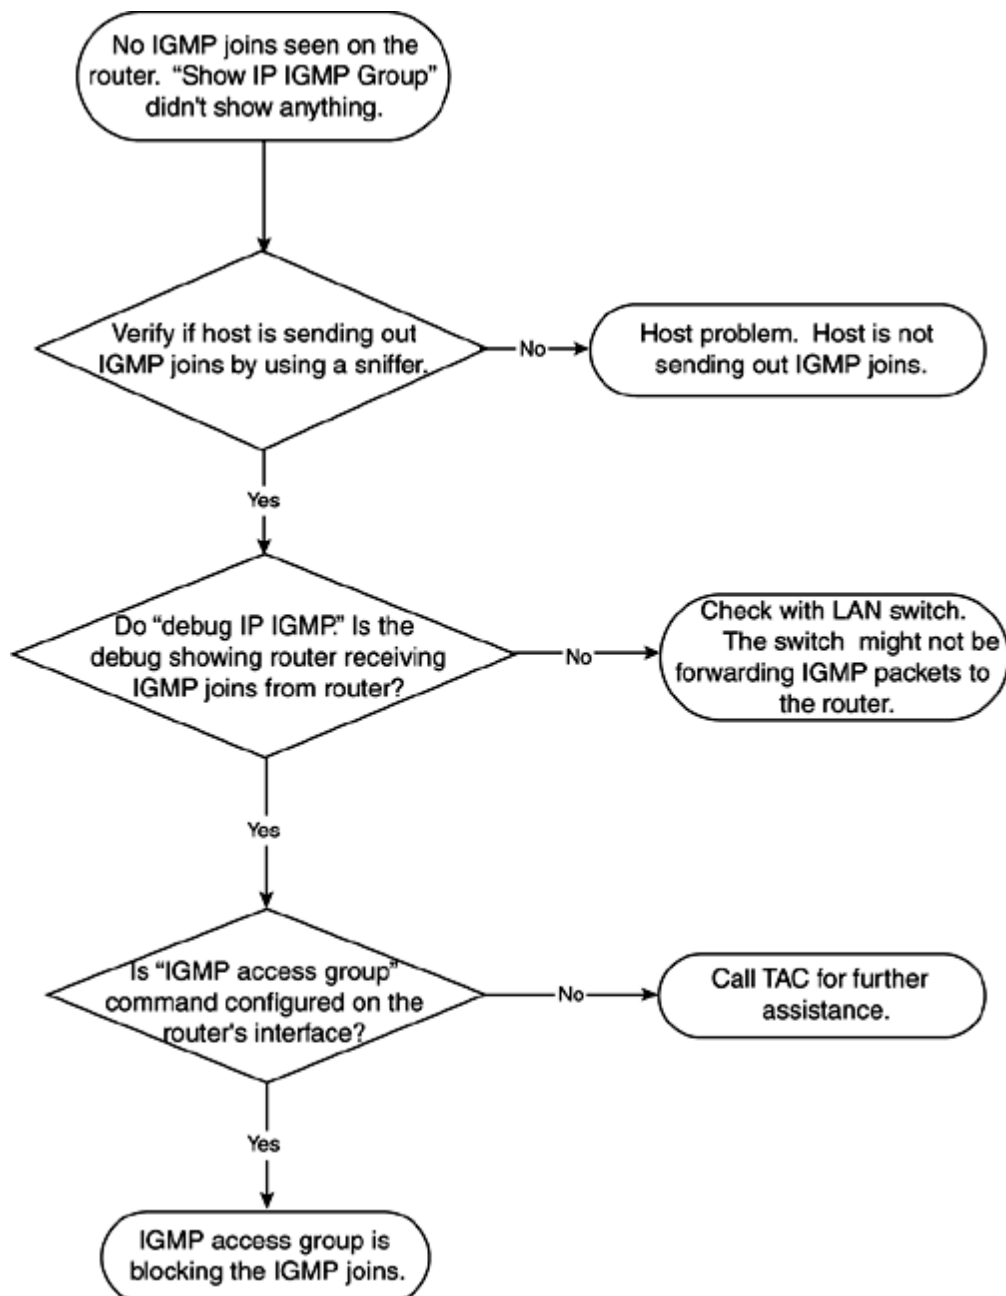 No IGMP joins seen on the
router. “Show IP IGMP Group”
didn't show anything.
Verify if host is sending out
IGMP joins by using a sniffer.
No
Host problem. Host is not
sending out IGMP joins.
Yes
Do “debug IP IGMP.” Is the
debug showing router receiving
IGMP joins from router?
No
Check with LAN switch.
The switch might not be
forwarding IGMP packets to
the router.
Yes
Is “IGMP access group”
command configured on the
router's interface?
No
Call TAC for further
assistance.
Yes
IGMP access group is
blocking the IGMP joins.